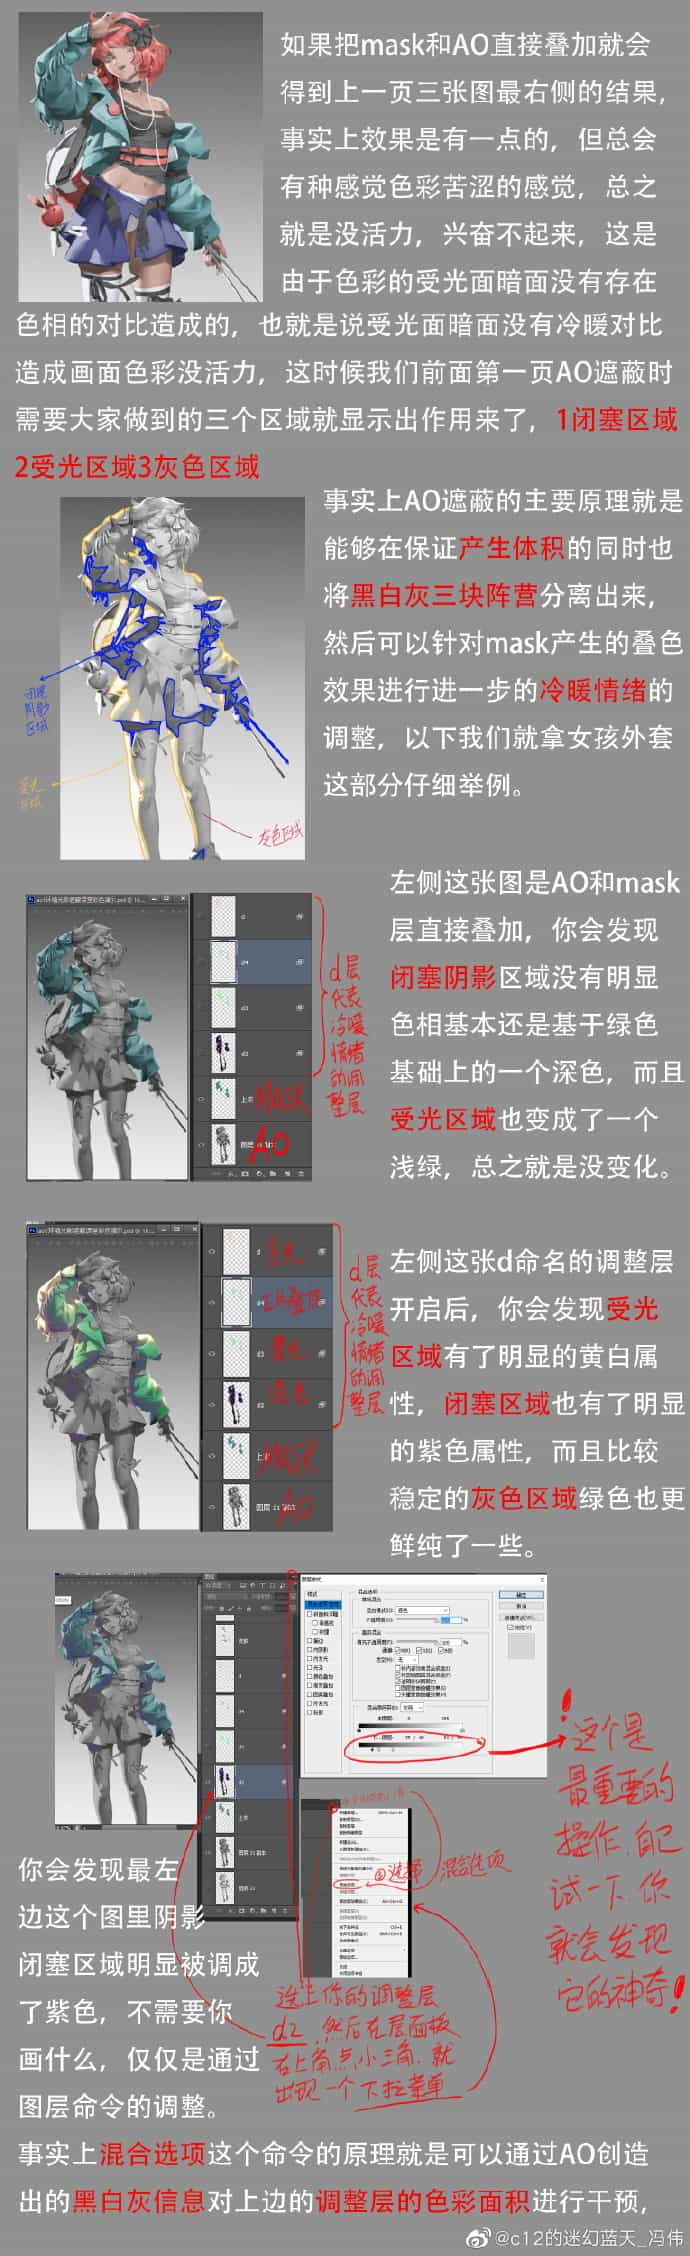 如果把mask和AO直接叠加就会
得到上一页三张图最右侧的结果，
事实上效果是有一点的，但总会
有种感觉色彩苦涩的感觉，总之
就是没活力，兴奋不起来，这是
由于色彩的受光面暗面没有存在
色相的对比造成的，也就是说受光面暗面没有冷暖对比
造成画面色彩没活力，这时候我们前面第一页AO遮蔽时
需要大家做到的三个区域就显示出作用来了，1闭塞区域
2受光区域3灰色区域
事实上AO遮蔽的主要原理就是
能够在保证产生体积的同时也
将黑白灰三块阵营分离出来，
然后可以针对mask产生的叠色
效果进行进一步的冷暖情绪的
调整，以下我们就拿女孩外套
这部分仔细举例。
闭塞
阴影
区域
受光
区域
灰色区域
左侧这张图是AO和mask
层直接叠加，你会发现
闭塞阴影区域没有明显
色相基本还是基于绿色
基础上的一个深色，而且
受光区域也变成了一个
浅绿，总之就是没变化。
d层
代表
冷暖
情绪
的调
整层
MASK
AO
左侧这张d命名的调整层
开启后，你会发现受光
区域有了明显的黄白属
性，闭塞区域也有了明显
的紫色属性，而且比较
稳定的灰色区域绿色也更
鲜纯了一些。
d层
代表
冷暖
情绪
的调
整层
MASK
AO
！这个是
最重要的
操作，自己
试一下，你
就会发现
它的神奇！
②选择 混合选项
选上你的调整层
d2，然后在层面板
右上角点小三角，就
出现一个下拉菜单
你会发现最左
边这个图里阴影
闭塞区域明显被调成
了紫色，不需要你
画什么，仅仅是通过
图层命令的调整。
事实上混合选项这个命令的原理就是可以通过AO创造
出的黑白灰信息对上边的调整层的色彩面积进行干预，
@c12的迷幻蓝天_冯伟